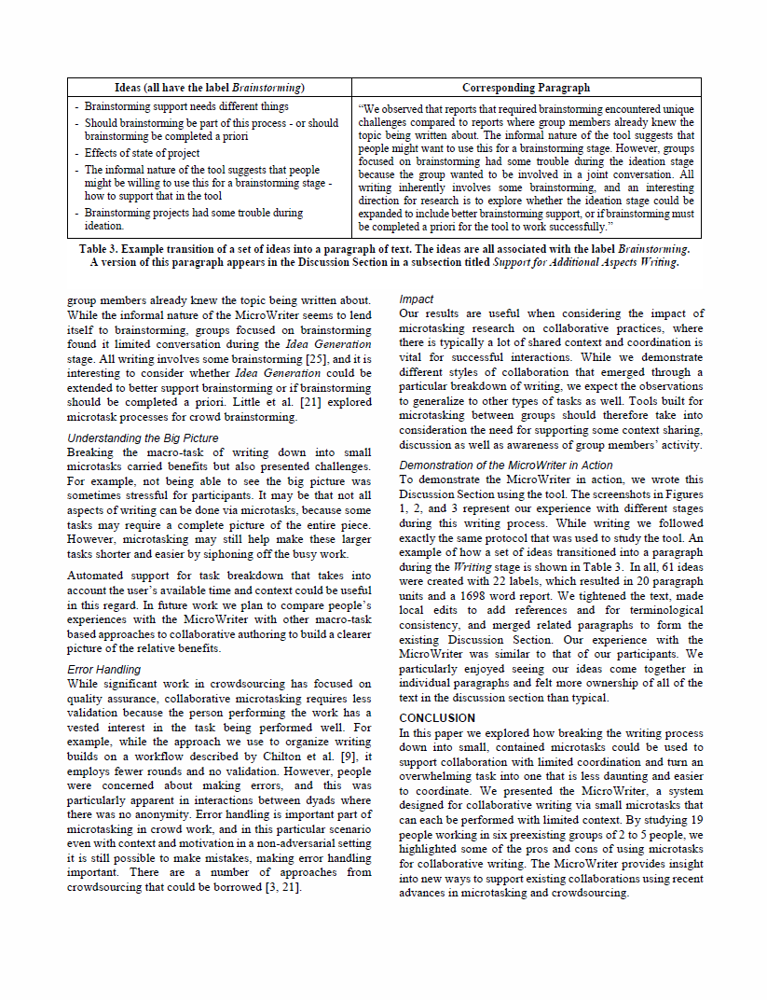 Ideas (all have the label Brainstorming)
Corresponding Paragraph
- Brainstorming support needs different things
- Should brainstorming be part of this process - or should
brainstorming be completed a priori
- Effects of state of project
- The informal nature of the tool suggests that people
might be willing to use this for a brainstorming stage -
how to support that in the tool
- Brainstorming projects had some trouble during
ideation.
“We observed that reports that required brainstorming encountered unique
challenges compared to reports where group members already knew the
topic being written about. The informal nature of the tool suggests that
people might want to use this for a brainstorming stage. However, groups
focused on brainstorming had some trouble during the ideation stage
because the group wanted to be involved in a joint conversation. All
writing inherently involves some brainstorming, and an interesting
direction for research is to explore whether the ideation stage could be
expanded to include better brainstorming support, or if brainstorming must
be completed a priori for the tool to work successfully.”
Table 3. Example transition of a set of ideas into a paragraph of text. The ideas are all associated with the label Brainstorming.
A version of this paragraph appears in the Discussion Section in a subsection titled Support for Additional Aspects Writing.
group members already knew the topic being written about.
While the informal nature of the MicroWriter seems to lend
itself to brainstorming, groups focused on brainstorming
found it limited conversation during the Idea Generation
stage. All writing involves some brainstorming [25], and it is
interesting to consider whether Idea Generation could be
extended to better support brainstorming or if brainstorming
should be completed a priori. Little et al. [21] explored
microtask processes for crowd brainstorming.
Understanding the Big Picture
Breaking the macro-task of writing down into small
microtasks carried benefits but also presented challenges.
For example, not being able to see the big picture was
sometimes stressful for participants. It may be that not all
aspects of writing can be done via microtasks, because some
tasks may require a complete picture of the entire piece.
However, microtasking may still help make these larger
tasks shorter and easier by siphoning off the busy work.
Automated support for task breakdown that takes into
account the user’s available time and context could be useful
in this regard. In future work we plan to compare people’s
experiences with the MicroWriter with other macro-task
based approaches to collaborative authoring to build a clearer
picture of the relative benefits.
Error Handling
While significant work in crowdsourcing has focused on
quality assurance, collaborative microtasking requires less
validation because the person performing the work has a
vested interest in the task being performed well. For
example, while the approach we use to organize writing
builds on a workflow described by Chilton et al. [9], it
employs fewer rounds and no validation. However, people
were concerned about making errors, and this was
particularly apparent in interactions between dyads where
there was no anonymity. Error handling is important part of
microtasking in crowd work, and in this particular scenario
even with context and motivation in a non-adversarial setting
it is still possible to make mistakes, making error handling
important. There are a number of approaches from
crowdsourcing that could be borrowed [3, 21].
Impact
Our results are useful when considering the impact of
microtasking research on collaborative practices, where
there is typically a lot of shared context and coordination is
vital for successful interactions. While we demonstrate
different styles of collaboration that emerged through a
particular breakdown of writing, we expect the observations
to generalize to other types of tasks as well. Tools built for
microtasking between groups should therefore take into
consideration the need for supporting some context sharing,
discussion as well as awareness of group members’ activity.
Demonstration of the MicroWriter in Action
To demonstrate the MicroWriter in action, we wrote this
Discussion Section using the tool. The screenshots in Figures
1, 2, and 3 represent our experience with different stages
during this writing process. While writing we followed
exactly the same protocol that was used to study the tool. An
example of how a set of ideas transitioned into a paragraph
during the Writing stage is shown in Table 3. In all, 61 ideas
were created with 22 labels, which resulted in 20 paragraph
units and a 1698 word report. We tightened the text, made
local edits to add references and for terminological
consistency, and merged related paragraphs to form the
existing Discussion Section. Our experience with the
MicroWriter was similar to that of our participants. We
particularly enjoyed seeing our ideas come together in
individual paragraphs and felt more ownership of all of the
text in the discussion section than typical.
CONCLUSION
In this paper we explored how breaking the writing process
down into small, contained microtasks could be used to
support collaboration with limited coordination and turn an
overwhelming task into one that is less daunting and easier
to coordinate. We presented the MicroWriter, a system
designed for collaborative writing via small microtasks that
can each be performed with limited context. By studying 19
people working in six preexisting groups of 2 to 5 people, we
highlighted some of the pros and cons of using microtasks
for collaborative writing. The MicroWriter provides insight
into new ways to support existing collaborations using recent
advances in microtasking and crowdsourcing.